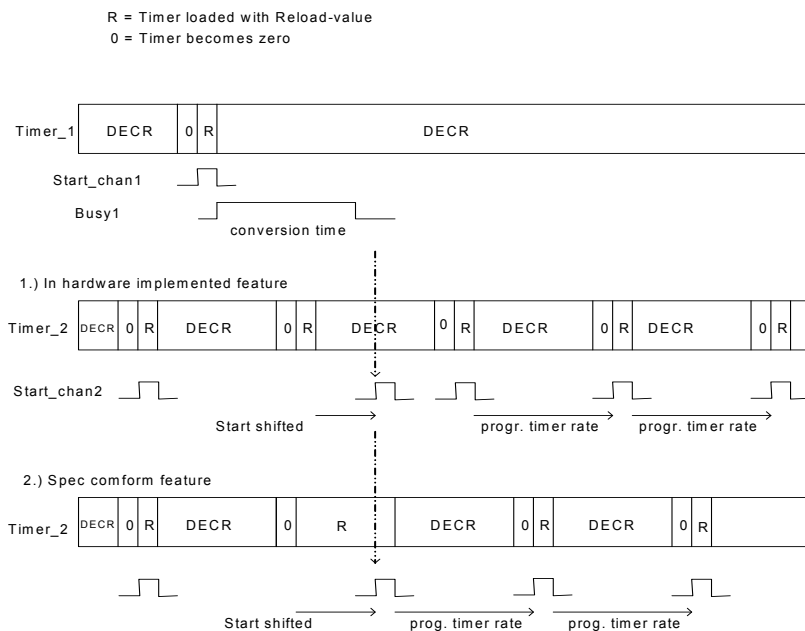 R = Timer loaded with Reload-value
0 = Timer becomes zero
Timer_1 DECR 0 R DECR
Start_chan1
Busy1
conversion time
1.) In hardware implemented feature
Timer_2 DECR 0 R DECR 0 R DECR 0 R DECR 0 R DECR 0 R
Start_chan2
Start shifted progr. timer rate progr. timer rate
2.) Spec comform feature
Timer_2 DECR 0 R DECR 0 R DECR 0 R DECR 0 R
Start shifted prog. timer rate prog. timer rate